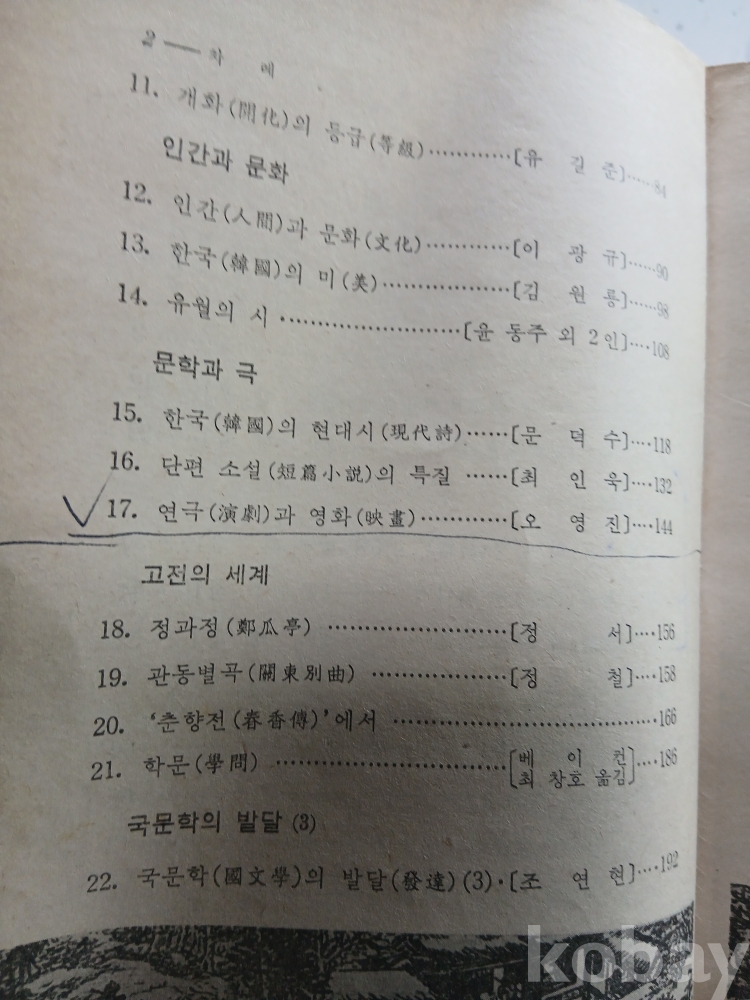 2 — 차 례
11. 개화(開化)의 등급(等級)············[유 길 준]·····84
인간과 문화
12. 인간(人間)과 문화(文化)············[이 광 규]·····90
13. 한국(韓國)의 미(美)··················[김 원 룡]·····98
14. 유월의 시 ·························[윤 동주 외 2인]····108
문학과 극
15. 한국(韓國)의 현대시(現代詩)······[문 덕 수]····118
16. 단편 소설(短篇小說)의 특질 ······[최 인 욱]····132
17. 연극(演劇)과 영화(映畫)············[오 영 진]····144
고전의 세계
18. 정과정(鄭瓜亭) ·························[정 서]····156
19. 관동별곡(關東別曲) ··················[정 철]····158
20. ‘춘향전(春香傳)’에서 ·····································166
21. 학문(學問) ································[베 이 컨 최 창호 옮김]····186
국문학의 발달 (3)
22. 국문학(國文學)의 발달(發達)(3)·[조 연 현]····192
kobay